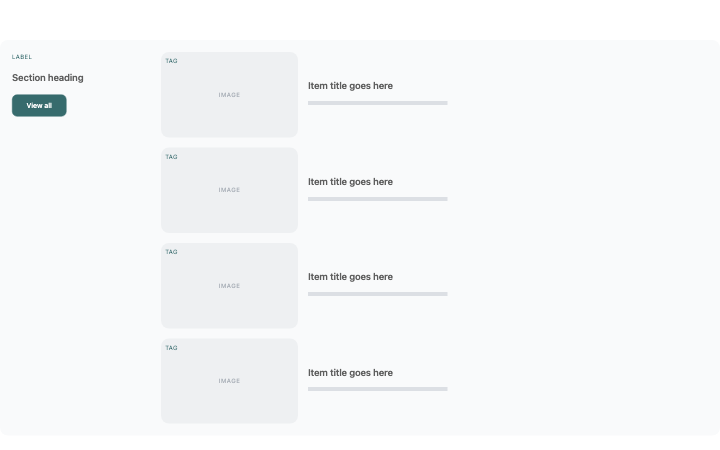 LABEL
Section heading
View all
TAG
IMAGE
Item title goes here
TAG
IMAGE
Item title goes here
TAG
IMAGE
Item title goes here
TAG
IMAGE
Item title goes here